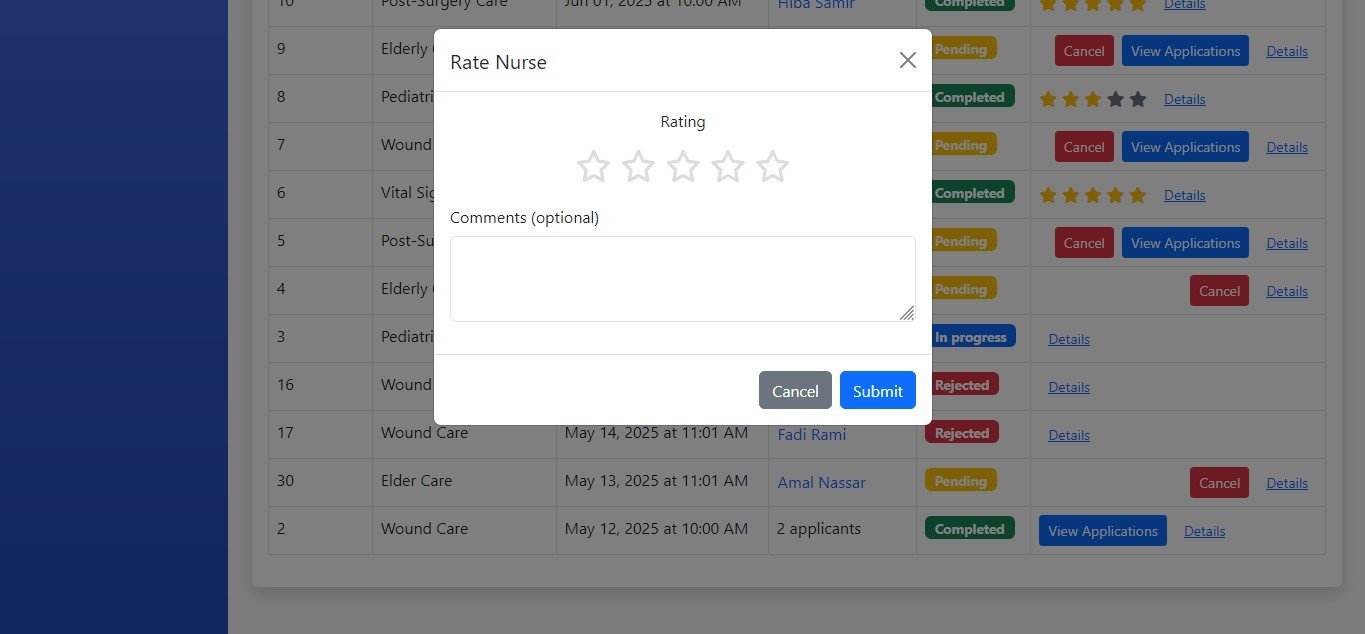 10 Post-Surgery Care Jun 01, 2025 at 10:00 AM Hiba Samir Completed Details
9 Elderly Pending Cancel View Applications Details
8 Pediatri Completed Details
7 Wound Pending Cancel View Applications Details
6 Vital Sig Completed Details
5 Post-Su Pending Cancel View Applications Details
4 Elderly Pending Cancel Details
3 Pediatri In progress Details
16 Wound Rejected Details
17 Wound Care May 14, 2025 at 11:01 AM Fadi Rami Rejected Details
30 Elder Care May 13, 2025 at 11:01 AM Amal Nassar Pending Cancel Details
2 Wound Care May 12, 2025 at 10:00 AM 2 applicants Completed View Applications Details
Rate Nurse
Rating
Comments (optional)
Cancel Submit